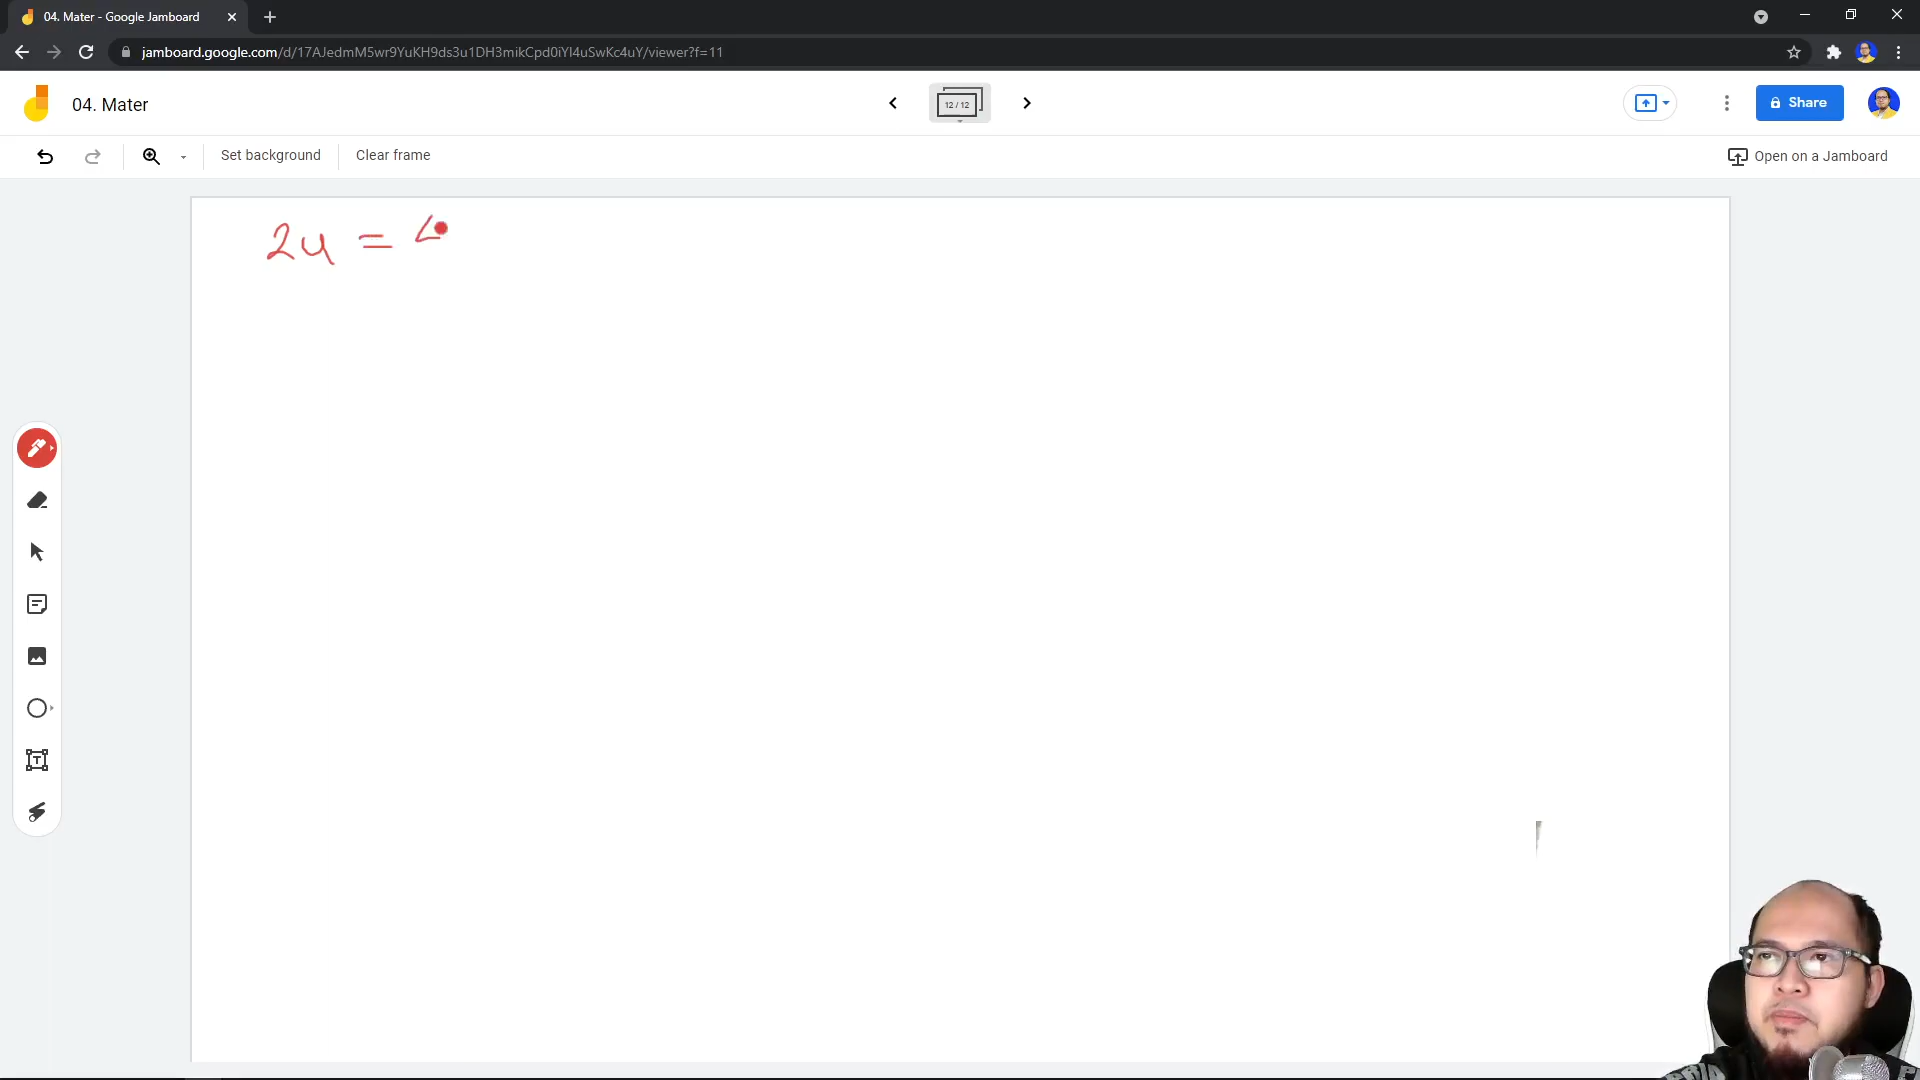 04. Mater - Google Jamboard
jamboard.google.com/d/17AJedmM5wr9YuKH9ds3u1DH3mikCpd0iYI4uSwKc4uY/viewer?f=11
04. Mater
12 / 12
Share
Set background
Clear frame
Open on a Jamboard
2u =